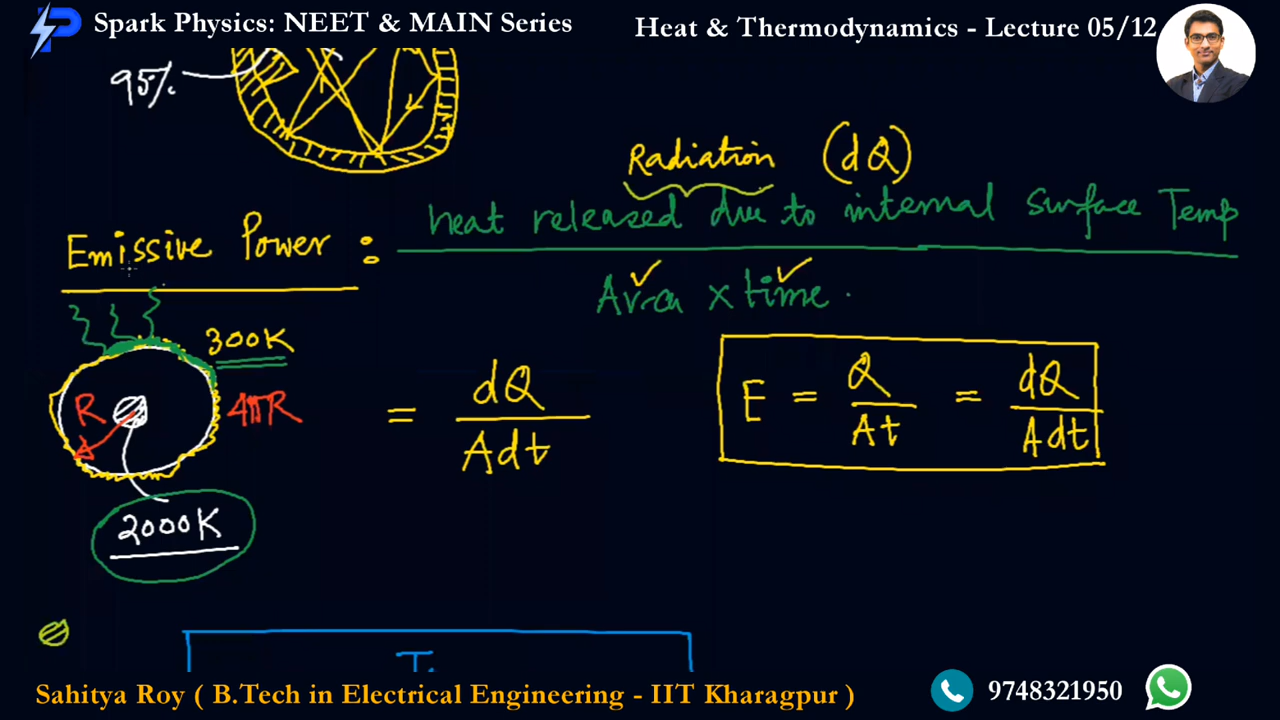 Spark Physics: NEET & MAIN Series
Heat & Thermodynamics - Lecture 05/12
95%
Radiation (dQ)
Emissive Power :
heat released due to internal surface Temp
Area x time.
300K
R
4πR
= dQ / Adt
E = Q / At = dQ / Adt
2000K
T
Sahitya Roy ( B.Tech in Electrical Engineering - IIT Kharagpur )
9748321950